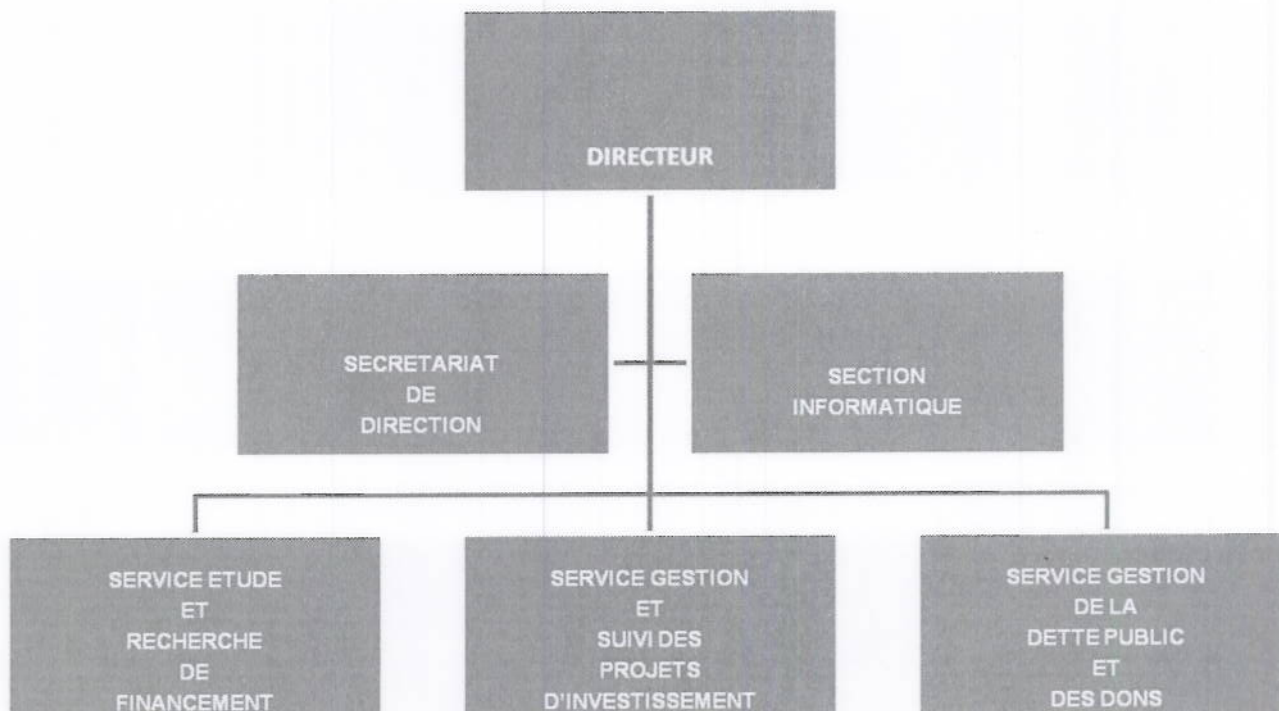 DIRECTEUR
SECRETARIAT
DE
DIRECTION
SECTION
INFORMATIQUE
SERVICE ETUDE
ET
RECHERCHE
DE
FINANCEMENT
SERVICE GESTION
ET
SUIVI DES
PROJETS
D'INVESTISSEMENT
SERVICE GESTION
DE LA
DETTE PUBLIC
ET
DES DONS